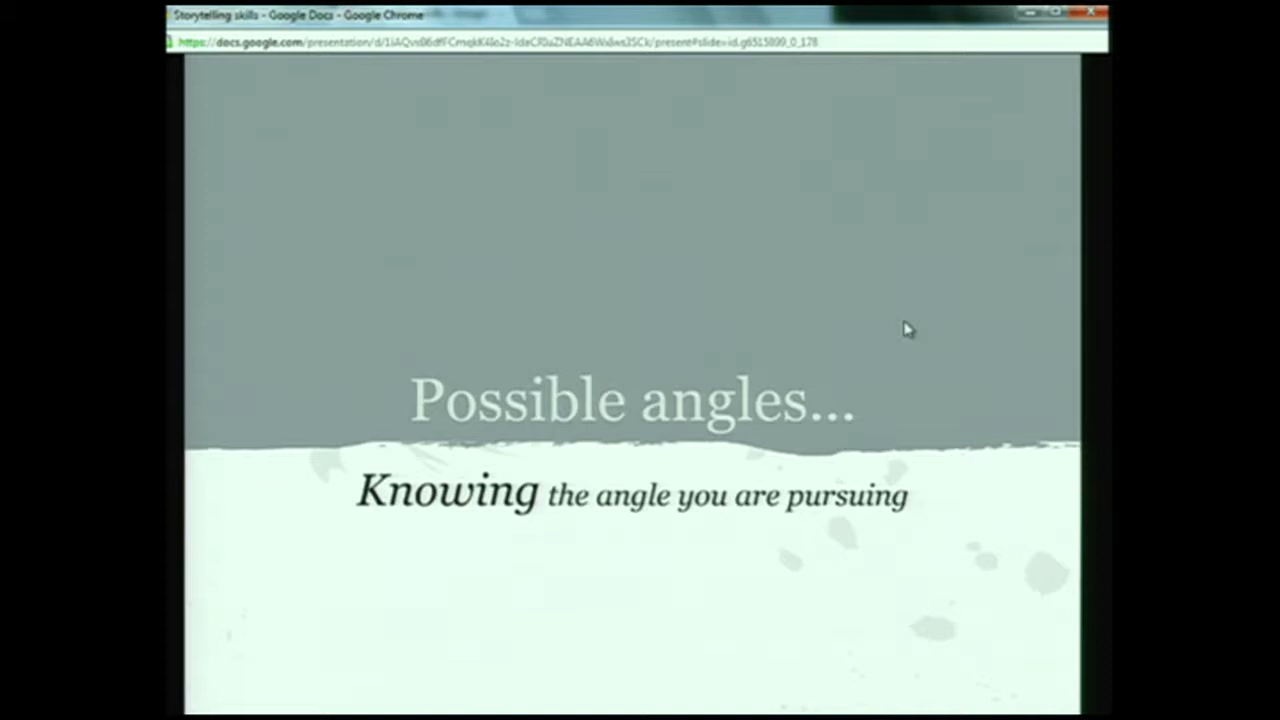 Storytelling skills - Google Docs - Google Chrome
Possible angles...
Knowing the angle you are pursuing